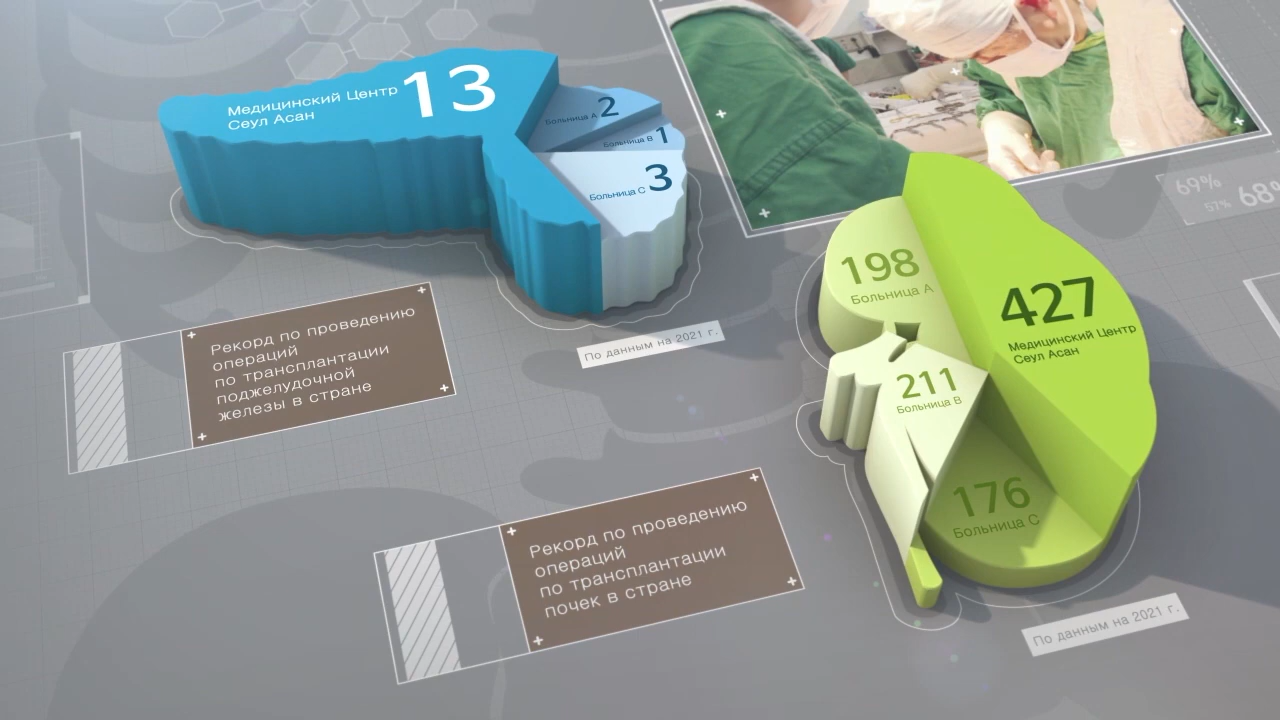 Медицинский Центр
Сеул Асан
13
Больница А
2
Больница В
1
Больница С
3
По данным на 2021 г.
Рекорд по проведению
операций
по трансплантации
поджелудочной
железы в стране
69%
57%
68%
198
Больница А
427
Медицинский Центр
Сеул Асан
211
Больница В
176
Больница С
Рекорд по проведению
операций
по трансплантации
почек в стране
По данным на 2021 г.